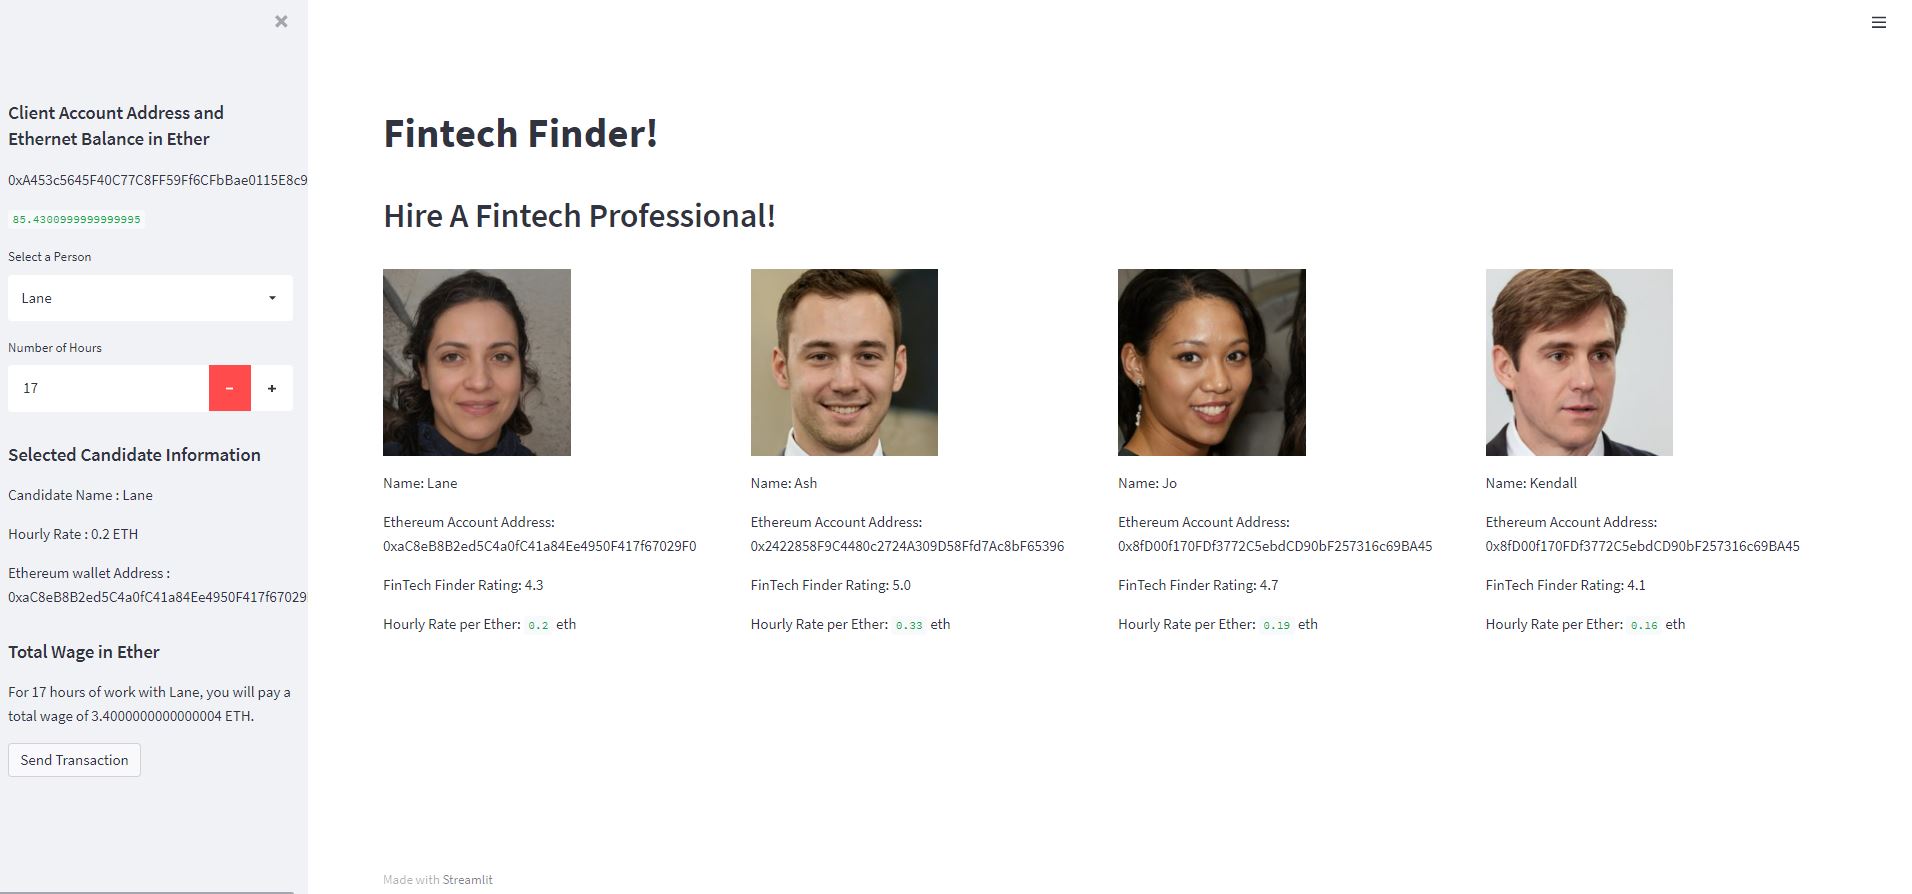 Client Account Address and
Ethernet Balance in Ether
0xA453c5645F40C77C8FF59Ff6CFbBae0115E8c9
85.4300999999999995
Select a Person
Lane
Number of Hours
17
Selected Candidate Information
Candidate Name : Lane
Hourly Rate : 0.2 ETH
Ethereum wallet Address :
0xaC8eB8B2ed5C4a0fC41a84Ee4950F417f67029
Total Wage in Ether
For 17 hours of work with Lane, you will pay a
total wage of 3.4000000000000004 ETH.
Send Transaction
Fintech Finder!
Hire A Fintech Professional!
Name: Lane
Ethereum Account Address:
0xaC8eB8B2ed5C4a0fC41a84Ee4950F417f67029F0
FinTech Finder Rating: 4.3
Hourly Rate per Ether: 0.2 eth
Name: Ash
Ethereum Account Address:
0x2422858F9C4480c2724A309D58Ffd7Ac8bF65396
FinTech Finder Rating: 5.0
Hourly Rate per Ether: 0.33 eth
Name: Jo
Ethereum Account Address:
0x8fD00f170FDf3772C5ebdCD90bF257316c69BA45
FinTech Finder Rating: 4.7
Hourly Rate per Ether: 0.19 eth
Name: Kendall
Ethereum Account Address:
0x8fD00f170FDf3772C5ebdCD90bF257316c69BA45
FinTech Finder Rating: 4.1
Hourly Rate per Ether: 0.16 eth
Made with Streamlit